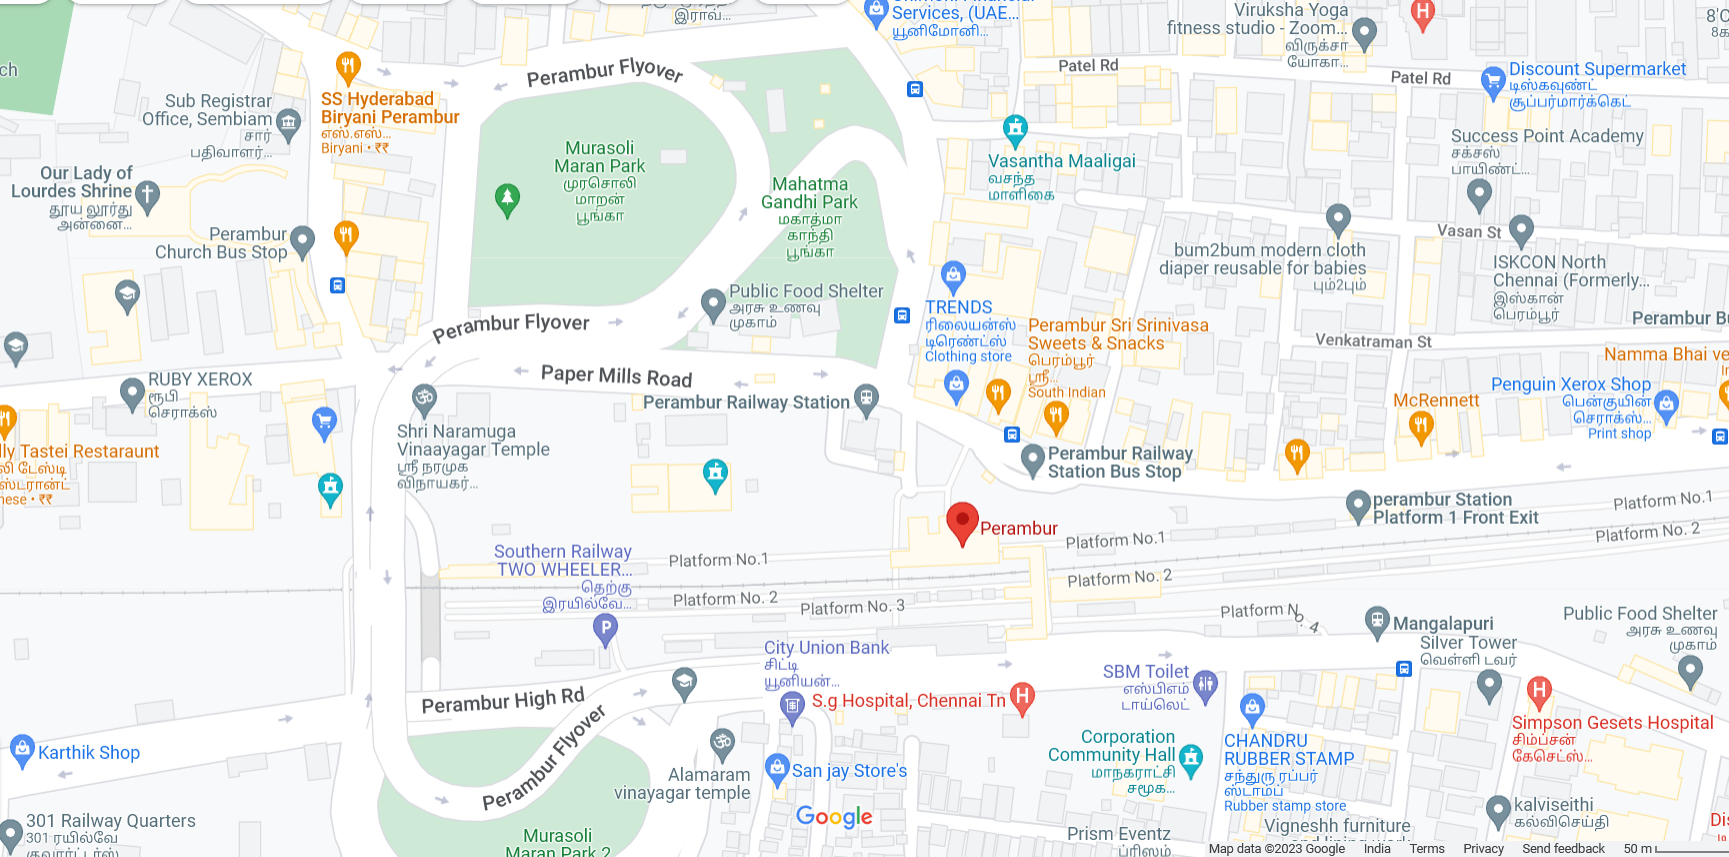 ch
Sub Registrar
Office, Sembiam
சார்
பதிவாளர்...
SS Hyderabad
Biryani Perambur
எஸ்.எஸ்...
Biryani • ₹₹
Our Lady of
Lourdes Shrine
தூய லூர்து
அன்னை...
Perambur
Church Bus Stop
Perambur Flyover
Murasoli
Maran Park
முரசொலி
மாறன்
பூங்கா
Mahatma
Gandhi Park
மகாத்மா
காந்தி
பூங்கா
Public Food Shelter
அரசு உணவு
முகாம்
Perambur Flyover
Paper Mills Road
Services, (UAE...
யூனிமோனி...
Viruksha Yoga
fitness studio - Zoom...
விருக்சா
யோகா...
Patel Rd
Patel Rd
Discount Supermarket
டிஸ்கவுண்ட்
சூப்பர்மார்க்கெட்
Vasantha Maaligai
வசந்த
மாளிகை
Success Point Academy
சக்சஸ்
பாயிண்ட்...
bum2bum modern cloth
diaper reusable for babies
பும்2பும்
Vasan St
ISKCON North
Chennai (Formerly...
இஸ்கான்
பெரம்பூர்
TRENDS
ரிலையன்ஸ்
டிரெண்ட்ஸ்
Clothing store
Perambur Sri Srinivasa
Sweets & Snacks
பெரம்பூர்
ஸ்ரீ...
South Indian
Perambur Bu
Venkatraman St
Namma Bhai ve
Penguin Xerox Shop
பென்குயின்
செராக்ஸ்...
Print shop
McRennett
RUBY XEROX
ரூபி
செராக்ஸ்
lly Tastei Restaraunt
லி டேஸ்டி
ஸ்டரான்ட்
nese • ₹₹
Shri Naramuga
Vinaayagar Temple
ஸ்ரீ நரமுக
விநாயகர்...
Perambur Railway Station
Perambur Railway
Station Bus Stop
perambur Station
Platform 1 Front Exit
Perambur
Platform No.1
Platform No.1
Platform No.1
Platform No. 2
Platform No. 2
Platform No. 2
Platform No. 3
Platform N
o. 4
Southern Railway
TWO WHEELER...
தெற்கு
இரயில்வே...
City Union Bank
சிட்டி
யூனியன்...
S.g Hospital, Chennai Tn
SBM Toilet
எஸ்பிஎம்
டாய்லெட்
Mangalapuri
Silver Tower
வெள்ளி டவர்
Public Food Shelter
அரசு உணவு
முகாம்
Perambur High Rd
Perambur Flyover
Karthik Shop
Alamaram
vinayagar temple
San jay Store's
Corporation
Community Hall
மாநகராட்சி
சமூக...
CHANDRU
RUBBER STAMP
சந்துரு ரப்பர்
ஸ்டாம்ப்
Rubber stamp store
Simpson Gesets Hospital
சிம்ப்சன்
கேசெட்ஸ்...
301 Railway Quarters
301 ரயில்வே
Murasoli
Maran Park 2
Google
Prism Eventz
ப்ரிஸம்
Vigneshh furniture
kalviseithi
கல்விசெய்தி
Map data ©2023 Google India Terms Privacy Send feedback 50 m